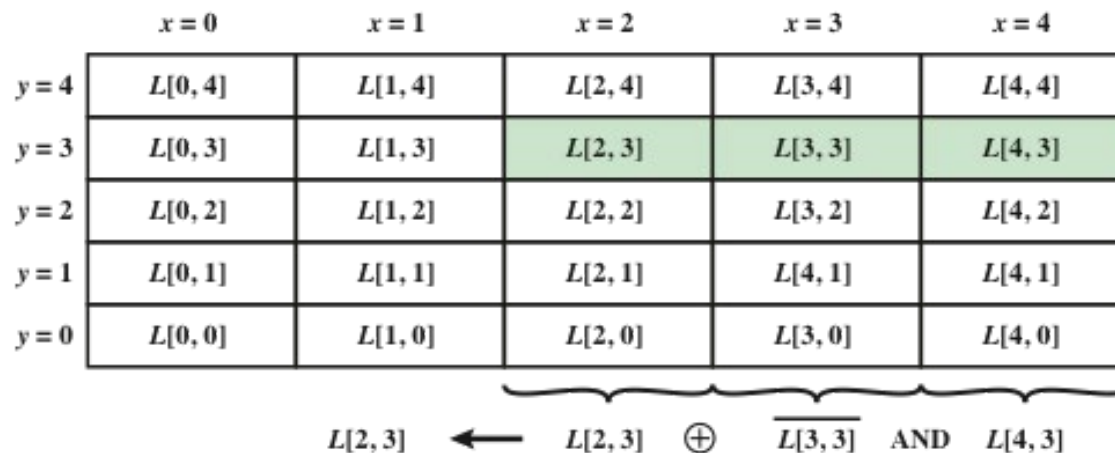 x = 0 x = 1 x = 2 x = 3 x = 4
y = 4 L[0, 4] L[1, 4] L[2, 4] L[3, 4] L[4, 4]
y = 3 L[0, 3] L[1, 3] L[2, 3] L[3, 3] L[4, 3]
y = 2 L[0, 2] L[1, 2] L[2, 2] L[3, 2] L[4, 2]
y = 1 L[0, 1] L[1, 1] L[2, 1] L[4, 1] L[4, 1]
y = 0 L[0, 0] L[1, 0] L[2, 0] L[3, 0] L[4, 0]
L[2, 3] ← L[2, 3] ⊕ L̅[̅3̅,̅ ̅3̅]̅ AND L[4, 3]